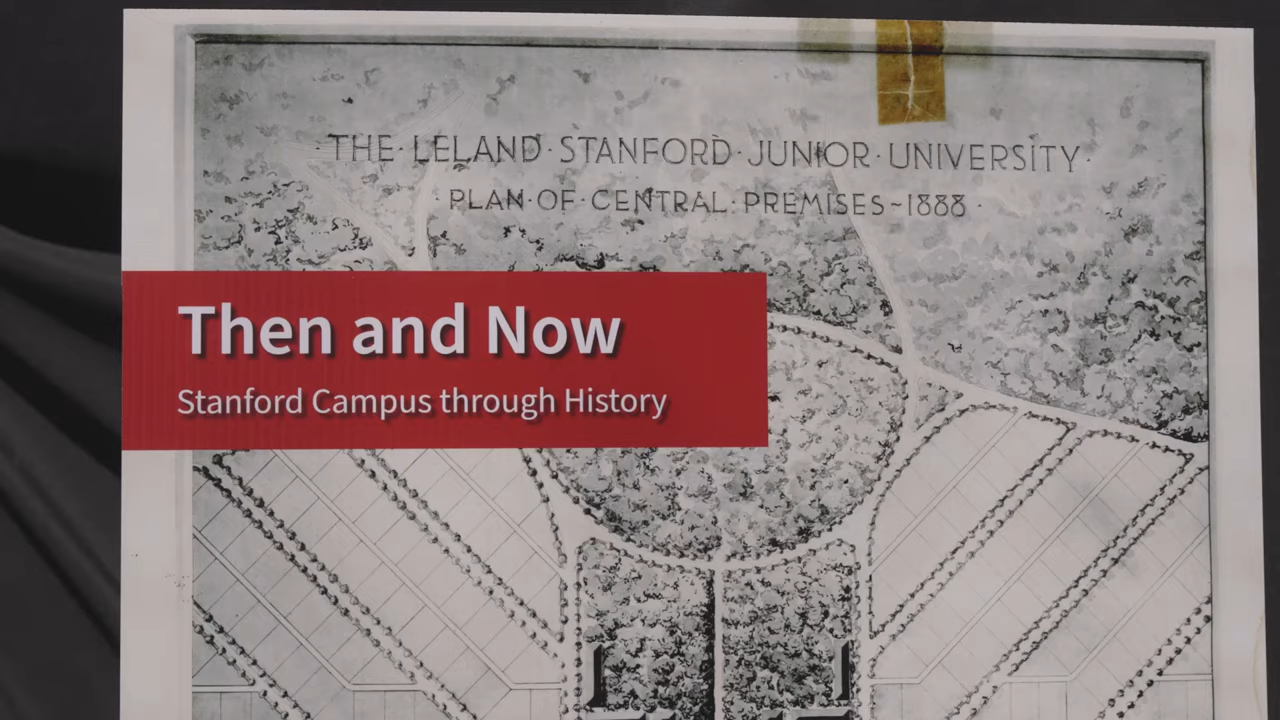 ·THE·LELAND·STANFORD·JUNIOR·UNIVERSITY·
·PLAN·OF·CENTRAL·PREMISES~1888·
Then and Now
Stanford Campus through History